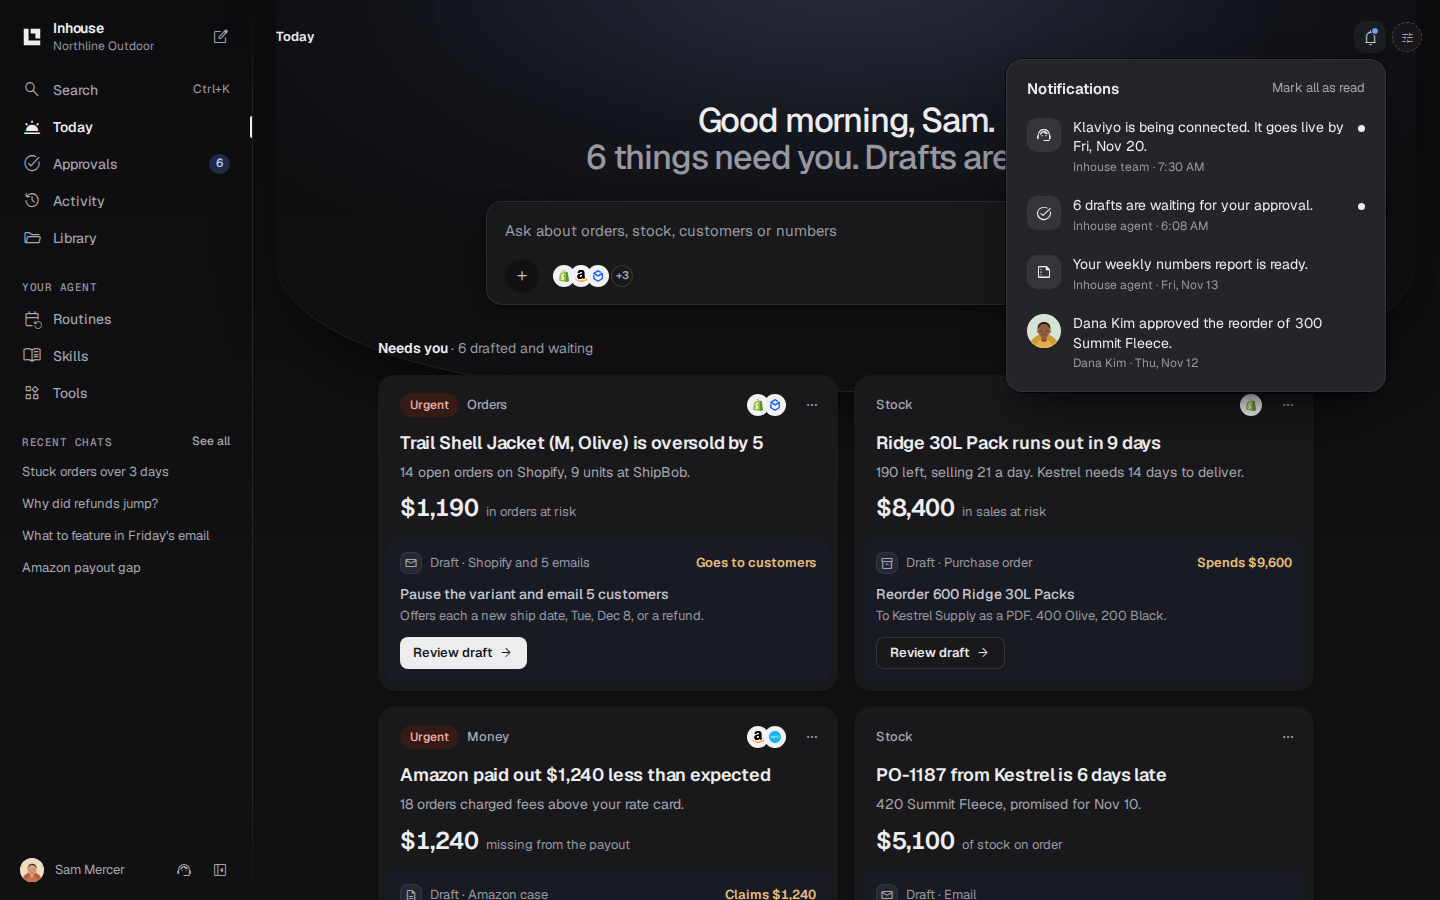 Inhouse
Northline Outdoor
Search
Ctrl+K
Today
Approvals
6
Activity
Library
YOUR AGENT
Routines
Skills
Tools
RECENT CHATS
See all
Stuck orders over 3 days
Why did refunds jump?
What to feature in Friday's email
Amazon payout gap
Sam Mercer
Today
Good morning, Sam.
6 things need you. Drafts are
Ask about orders, stock, customers or numbers
+3
Notifications
Mark all as read
Klaviyo is being connected. It goes live by
Fri, Nov 20.
Inhouse team · 7:30 AM
6 drafts are waiting for your approval.
Inhouse agent · 6:08 AM
Your weekly numbers report is ready.
Inhouse agent · Fri, Nov 13
Dana Kim approved the reorder of 300
Summit Fleece.
Dana Kim · Thu, Nov 12
Needs you · 6 drafted and waiting
Urgent
Orders
Trail Shell Jacket (M, Olive) is oversold by 5
14 open orders on Shopify, 9 units at ShipBob.
$1,190 in orders at risk
Draft · Shopify and 5 emails
Goes to customers
Pause the variant and email 5 customers
Offers each a new ship date, Tue, Dec 8, or a refund.
Review draft
Stock
Ridge 30L Pack runs out in 9 days
190 left, selling 21 a day. Kestrel needs 14 days to deliver.
$8,400 in sales at risk
Draft · Purchase order
Spends $9,600
Reorder 600 Ridge 30L Packs
To Kestrel Supply as a PDF. 400 Olive, 200 Black.
Review draft
Urgent
Money
Amazon paid out $1,240 less than expected
18 orders charged fees above your rate card.
$1,240 missing from the payout
Draft · Amazon case
Claims $1,240
Stock
PO-1187 from Kestrel is 6 days late
420 Summit Fleece, promised for Nov 10.
$5,100 of stock on order
Draft · Email